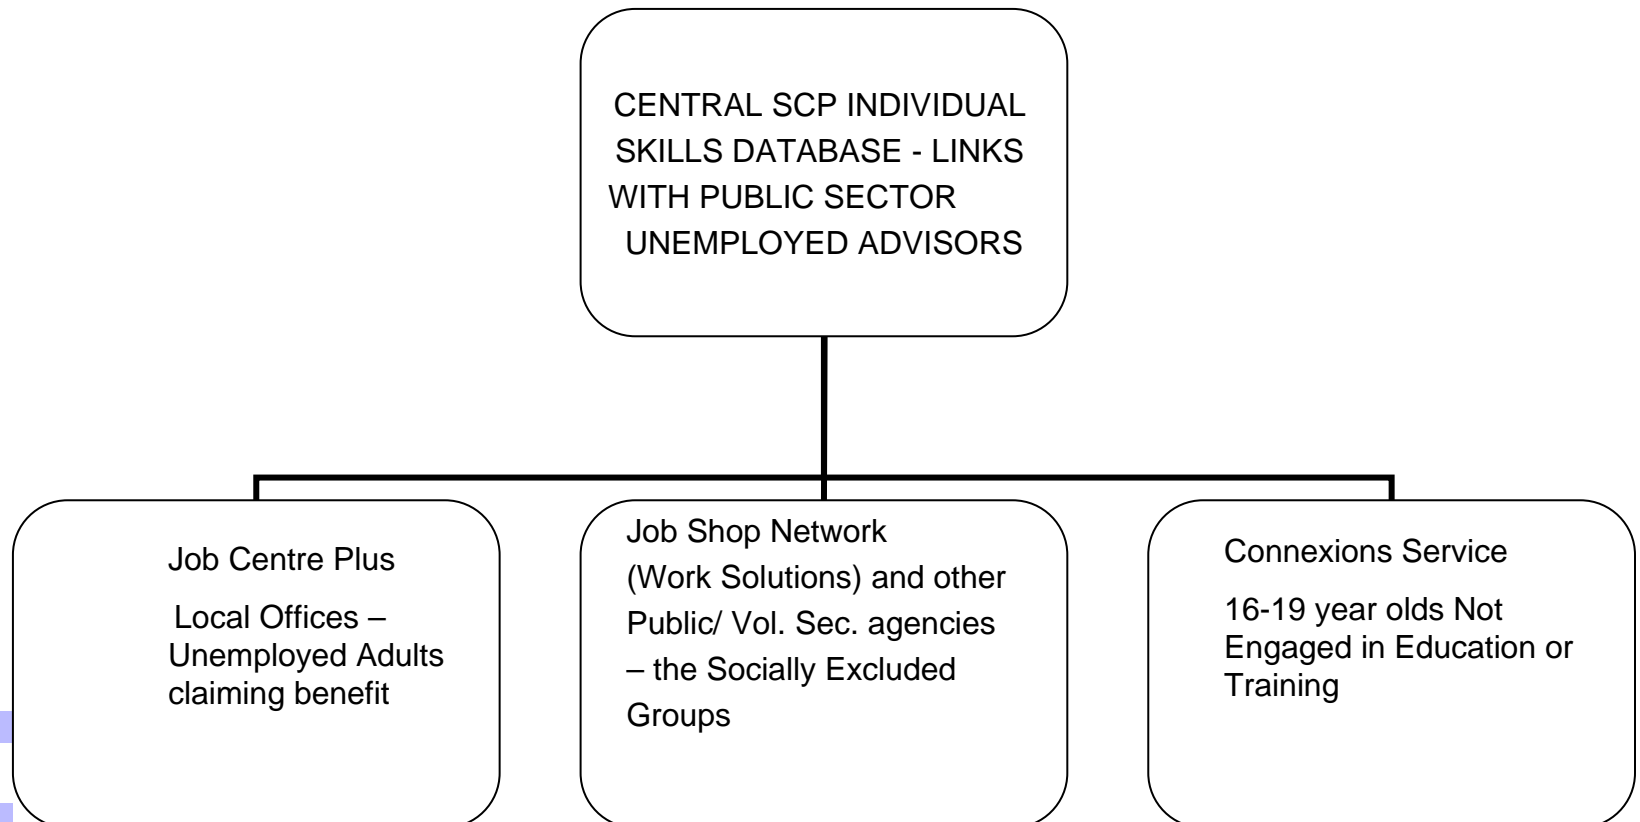 CENTRAL SCP INDIVIDUAL
SKILLS DATABASE - LINKS
WITH PUBLIC SECTOR
UNEMPLOYED ADVISORS
Job Centre Plus
Local Offices –
Unemployed Adults
claiming benefit
Job Shop Network
(Work Solutions) and other
Public/ Vol. Sec. agencies
– the Socially Excluded
Groups
Connexions Service
16-19 year olds Not
Engaged in Education or
Training